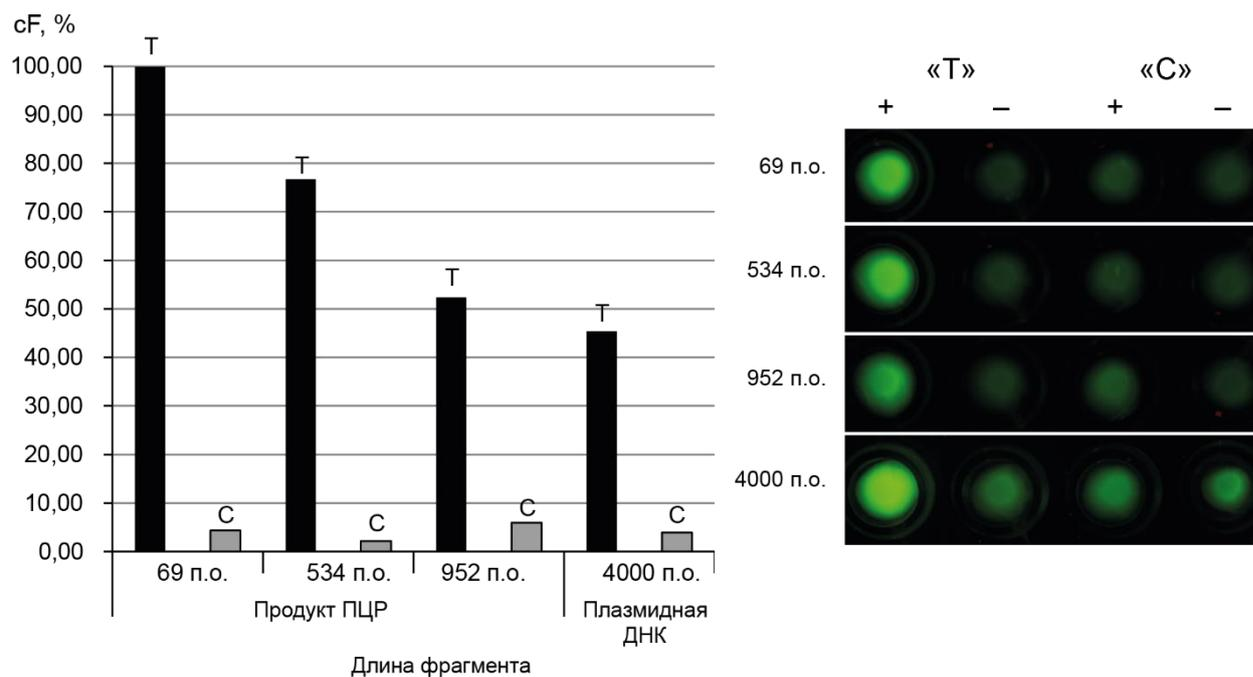 cF, %
100,00
90,00
80,00
70,00
60,00
50,00
40,00
30,00
20,00
10,00
0,00
T
C
T
C
T
C
T
C
69 п.о.
534 п.о.
952 п.о.
4000 п.о.
Продукт ПЦР
Плазмидная
ДНК
Длина фрагмента
«T» «C»
+ – + –
69 п.о.
534 п.о.
952 п.о.
4000 п.о.